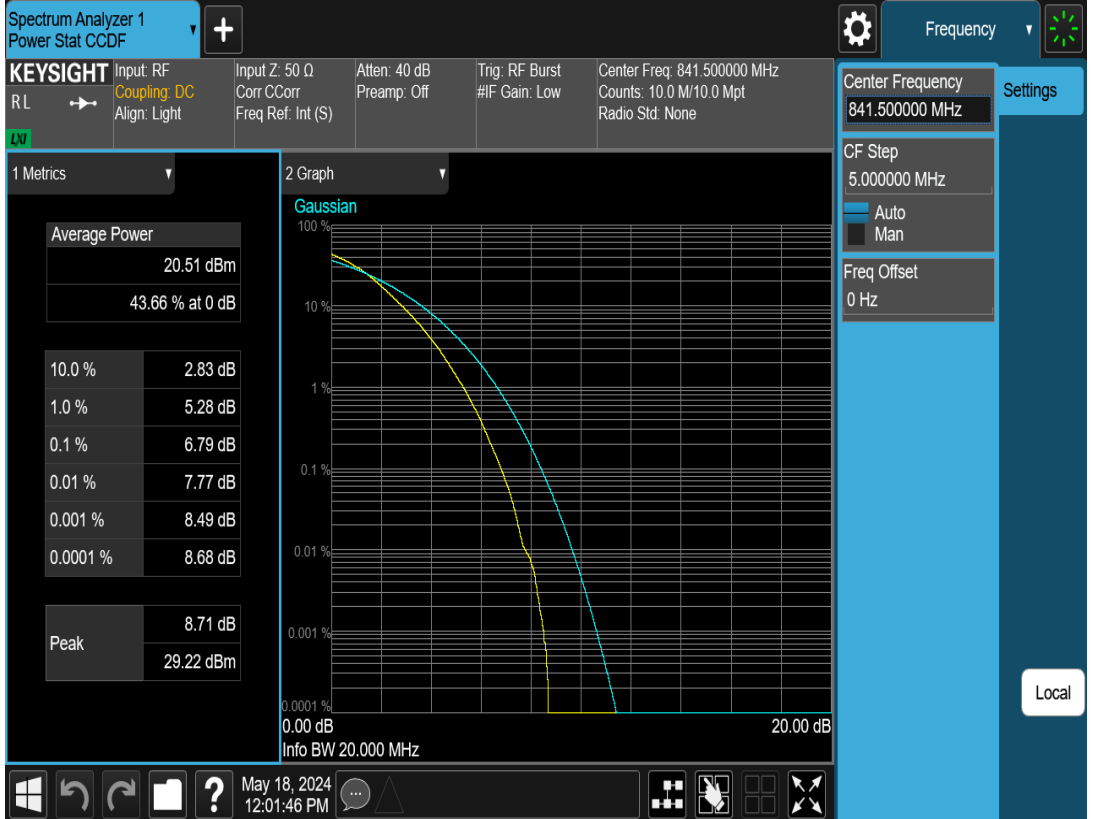 Spectrum Analyzer 1
Power Stat CCDF
Frequency
KEYSIGHT
RL
LXI
Input: RF
Coupling: DC
Align: Light
Input Z: 50 Ω
Corr CCorr
Freq Ref: Int (S)
Atten: 40 dB
Preamp: Off
Trig: RF Burst
#IF Gain: Low
Center Freq: 841.500000 MHz
Counts: 10.0 M/10.0 Mpt
Radio Std: None
Center Frequency
841.500000 MHz
Settings
CF Step
5.000000 MHz
Auto
Man
Freq Offset
0 Hz
Local
1 Metrics
Average Power
20.51 dBm
43.66 % at 0 dB
10.0 % 2.83 dB
1.0 % 5.28 dB
0.1 % 6.79 dB
0.01 % 7.77 dB
0.001 % 8.49 dB
0.0001 % 8.68 dB
Peak
8.71 dB
29.22 dBm
2 Graph
Gaussian
100 %
10 %
1 %
0.1 %
0.01 %
0.001 %
0.0001 %
0.00 dB 20.00 dB
Info BW 20.000 MHz
?
May 18, 2024
12:01:46 PM